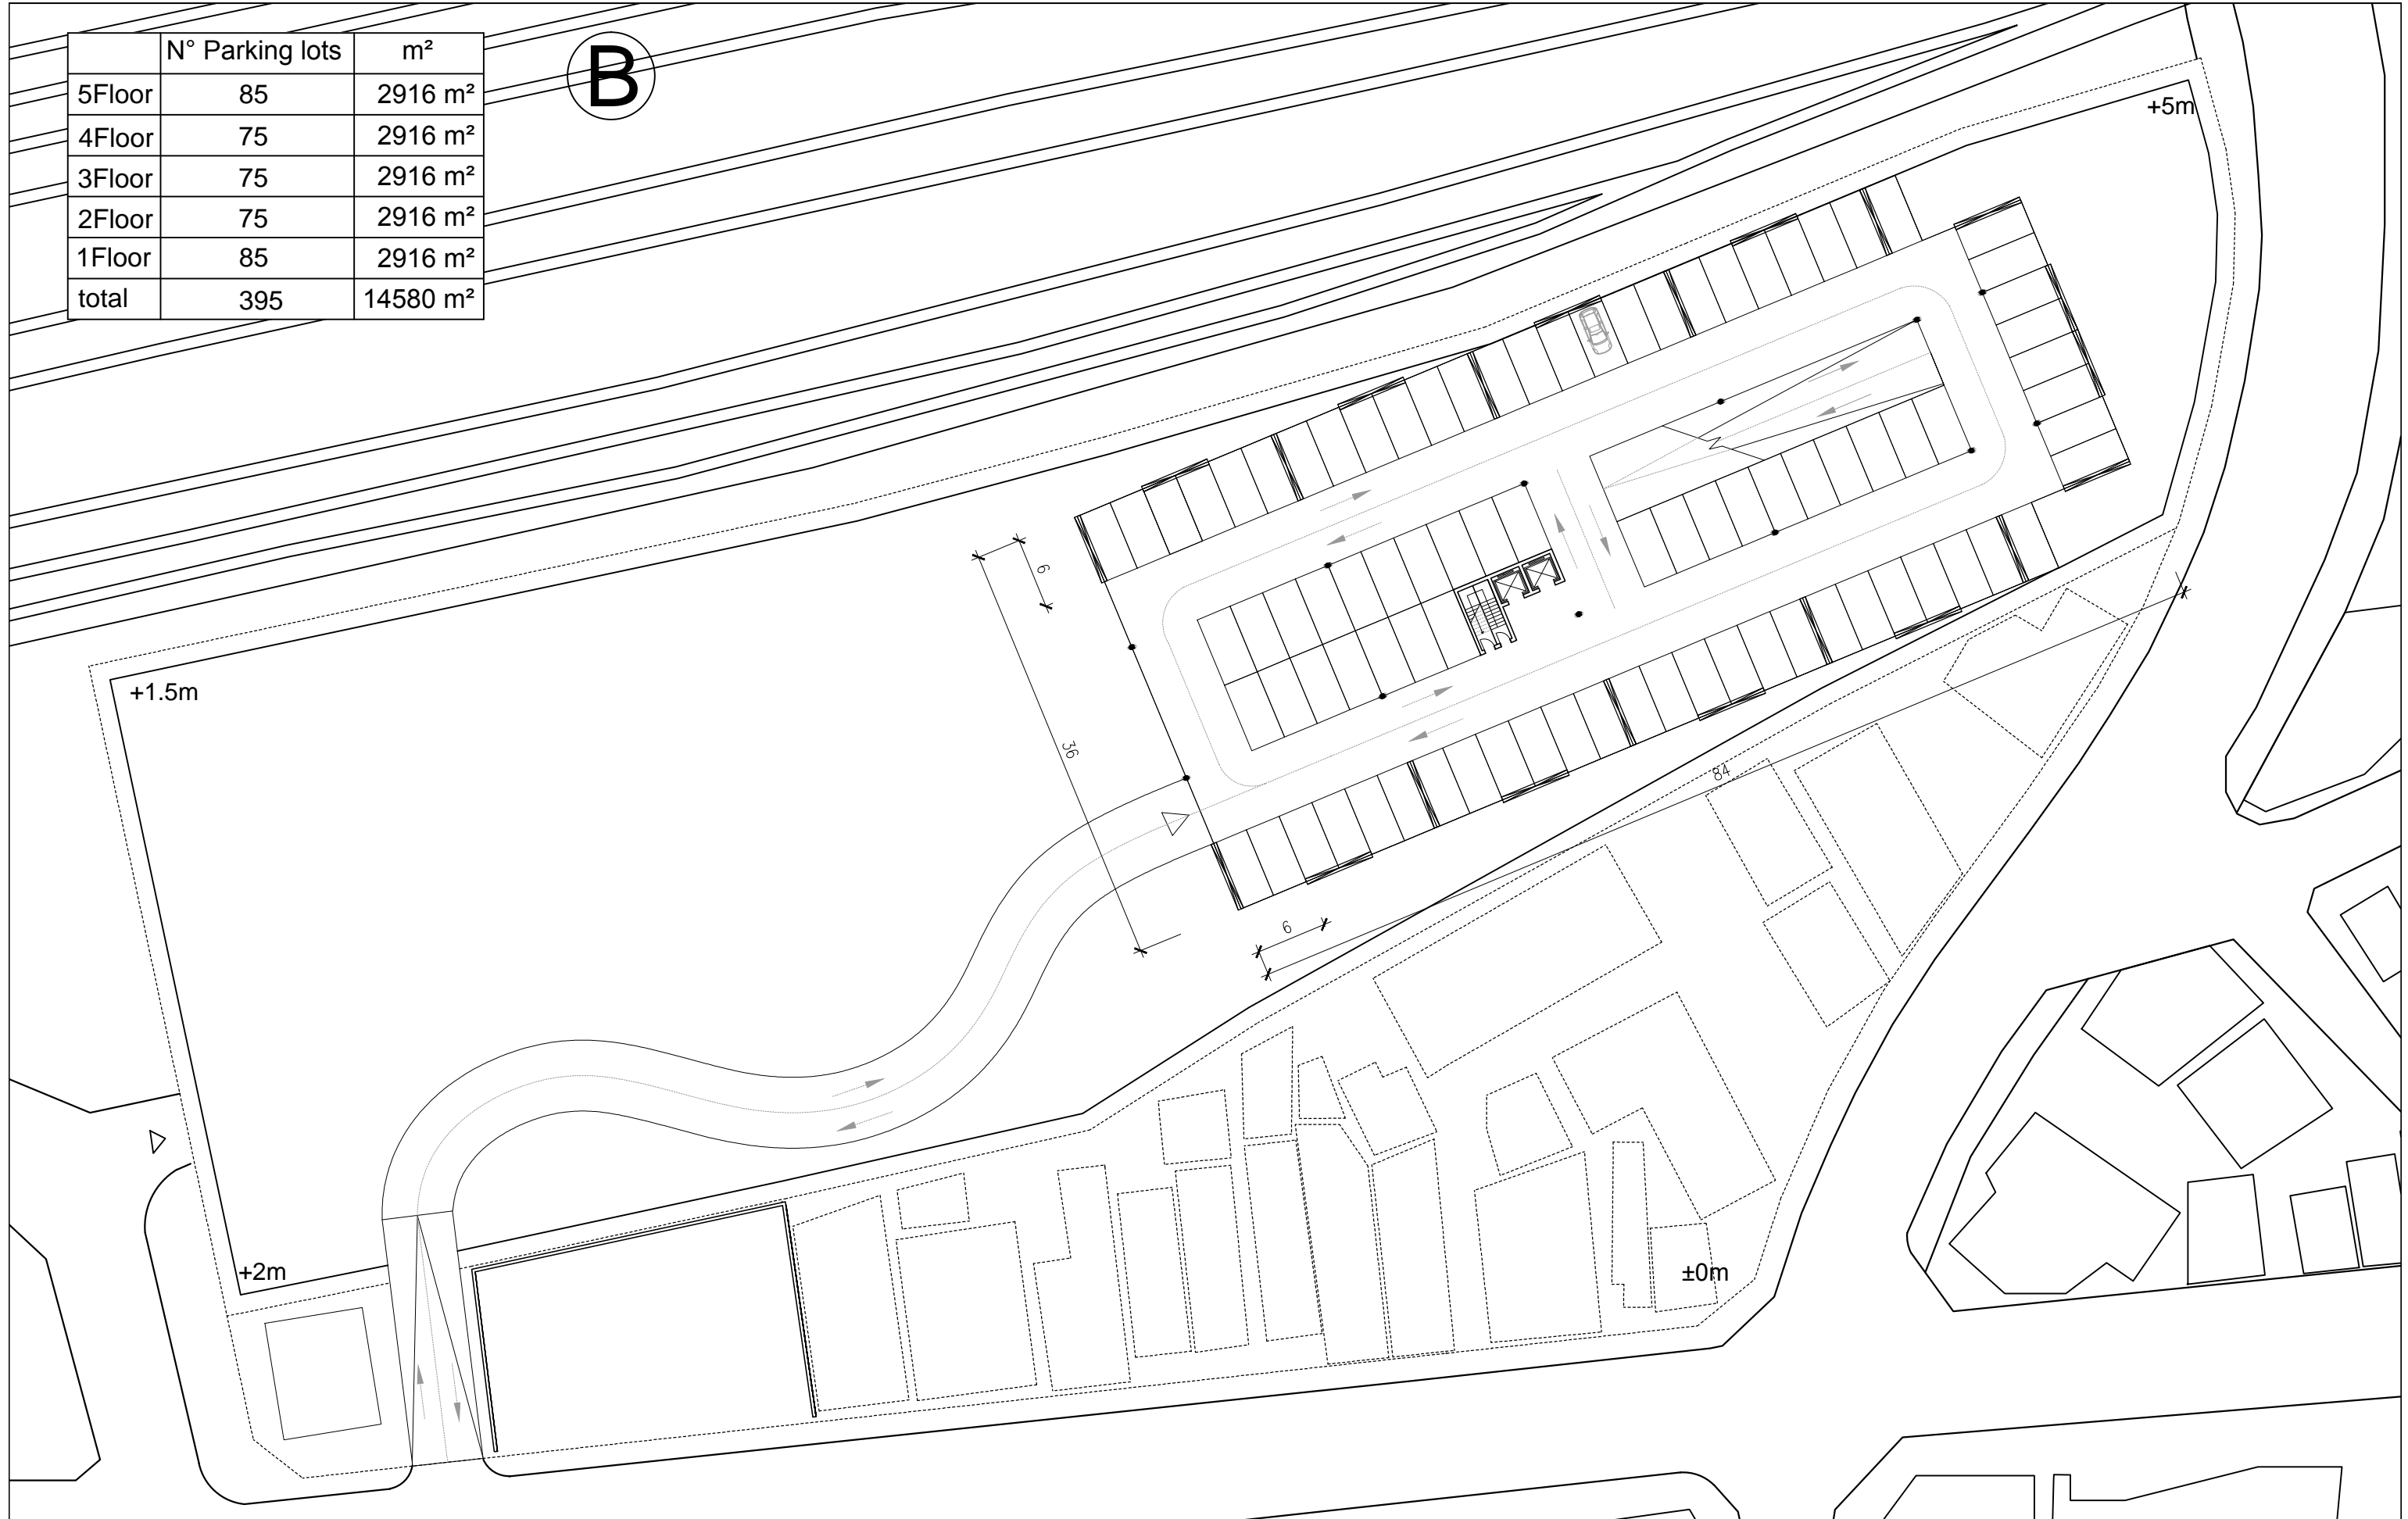 B
N° Parking lots m²
5Floor 85 2916 m²
4Floor 75 2916 m²
3Floor 75 2916 m²
2Floor 75 2916 m²
1Floor 85 2916 m²
total 395 14580 m²
+5m
6
+1.5m
36
84
6
+2m
±0m